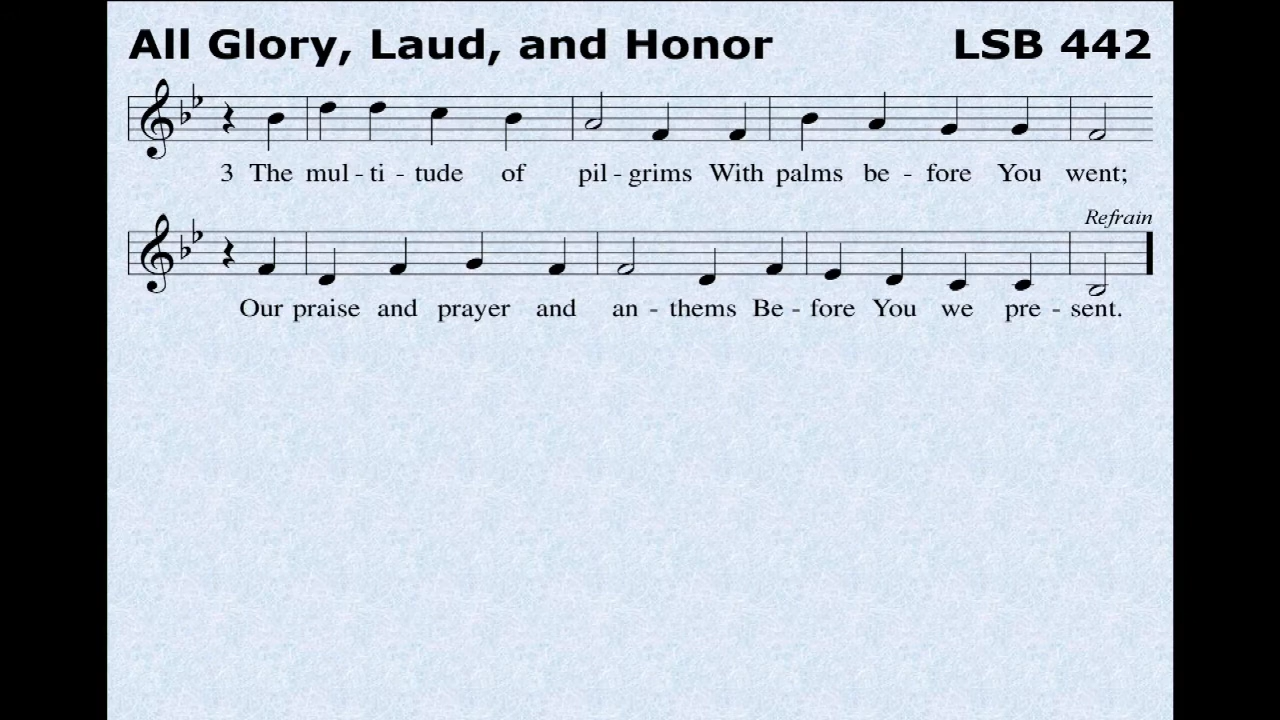 All Glory, Laud, and Honor LSB 442
3 The mul - ti - tude of pil - grims With palms be - fore You went;
Refrain
Our praise and prayer and an - thems Be - fore You we pre - sent.